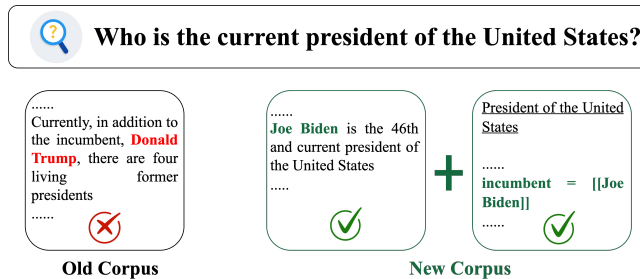 Who is the current president of the United States?
......
Currently, in addition to
the incumbent, Donald
Trump, there are four
living former
presidents
......
Old Corpus
......
Joe Biden is the 46th
and current president of
the United States
.....
+
President of the United
States
......
incumbent = [[Joe
Biden]]
......
New Corpus